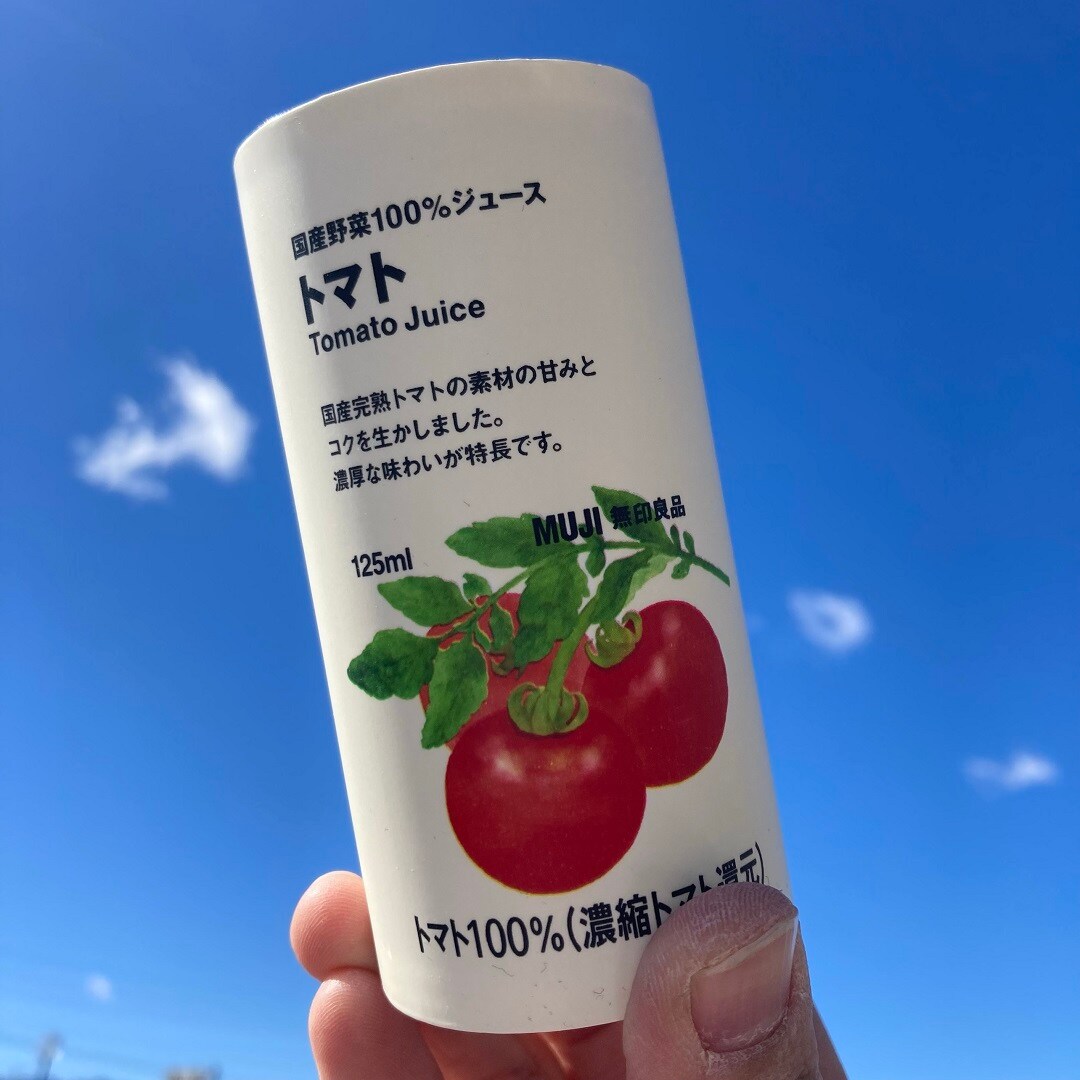 国産野菜100%ジュース
トマト
Tomato Juice
国産完熟トマトの素材の甘みと
コクを生かしました。
濃厚な味わいが特長です。
MUJI 無印良品
125ml
トマト100%(濃縮トマト還元)